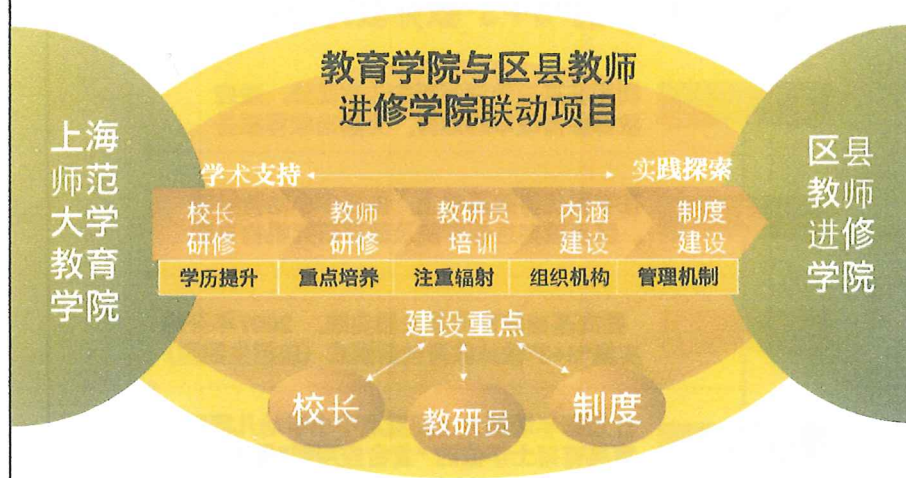 教育学院与区县教师
进修学院联动项目
上海
师范
大学
教育
学院
学术支持
实践探索
校长
研修
教师
研修
教研员
培训
内涵
建设
制度
建设
学历提升
重点培养
注重辐射
组织机构
管理机制
建设重点
校长
教研员
制度
区县
教师
进修
学院